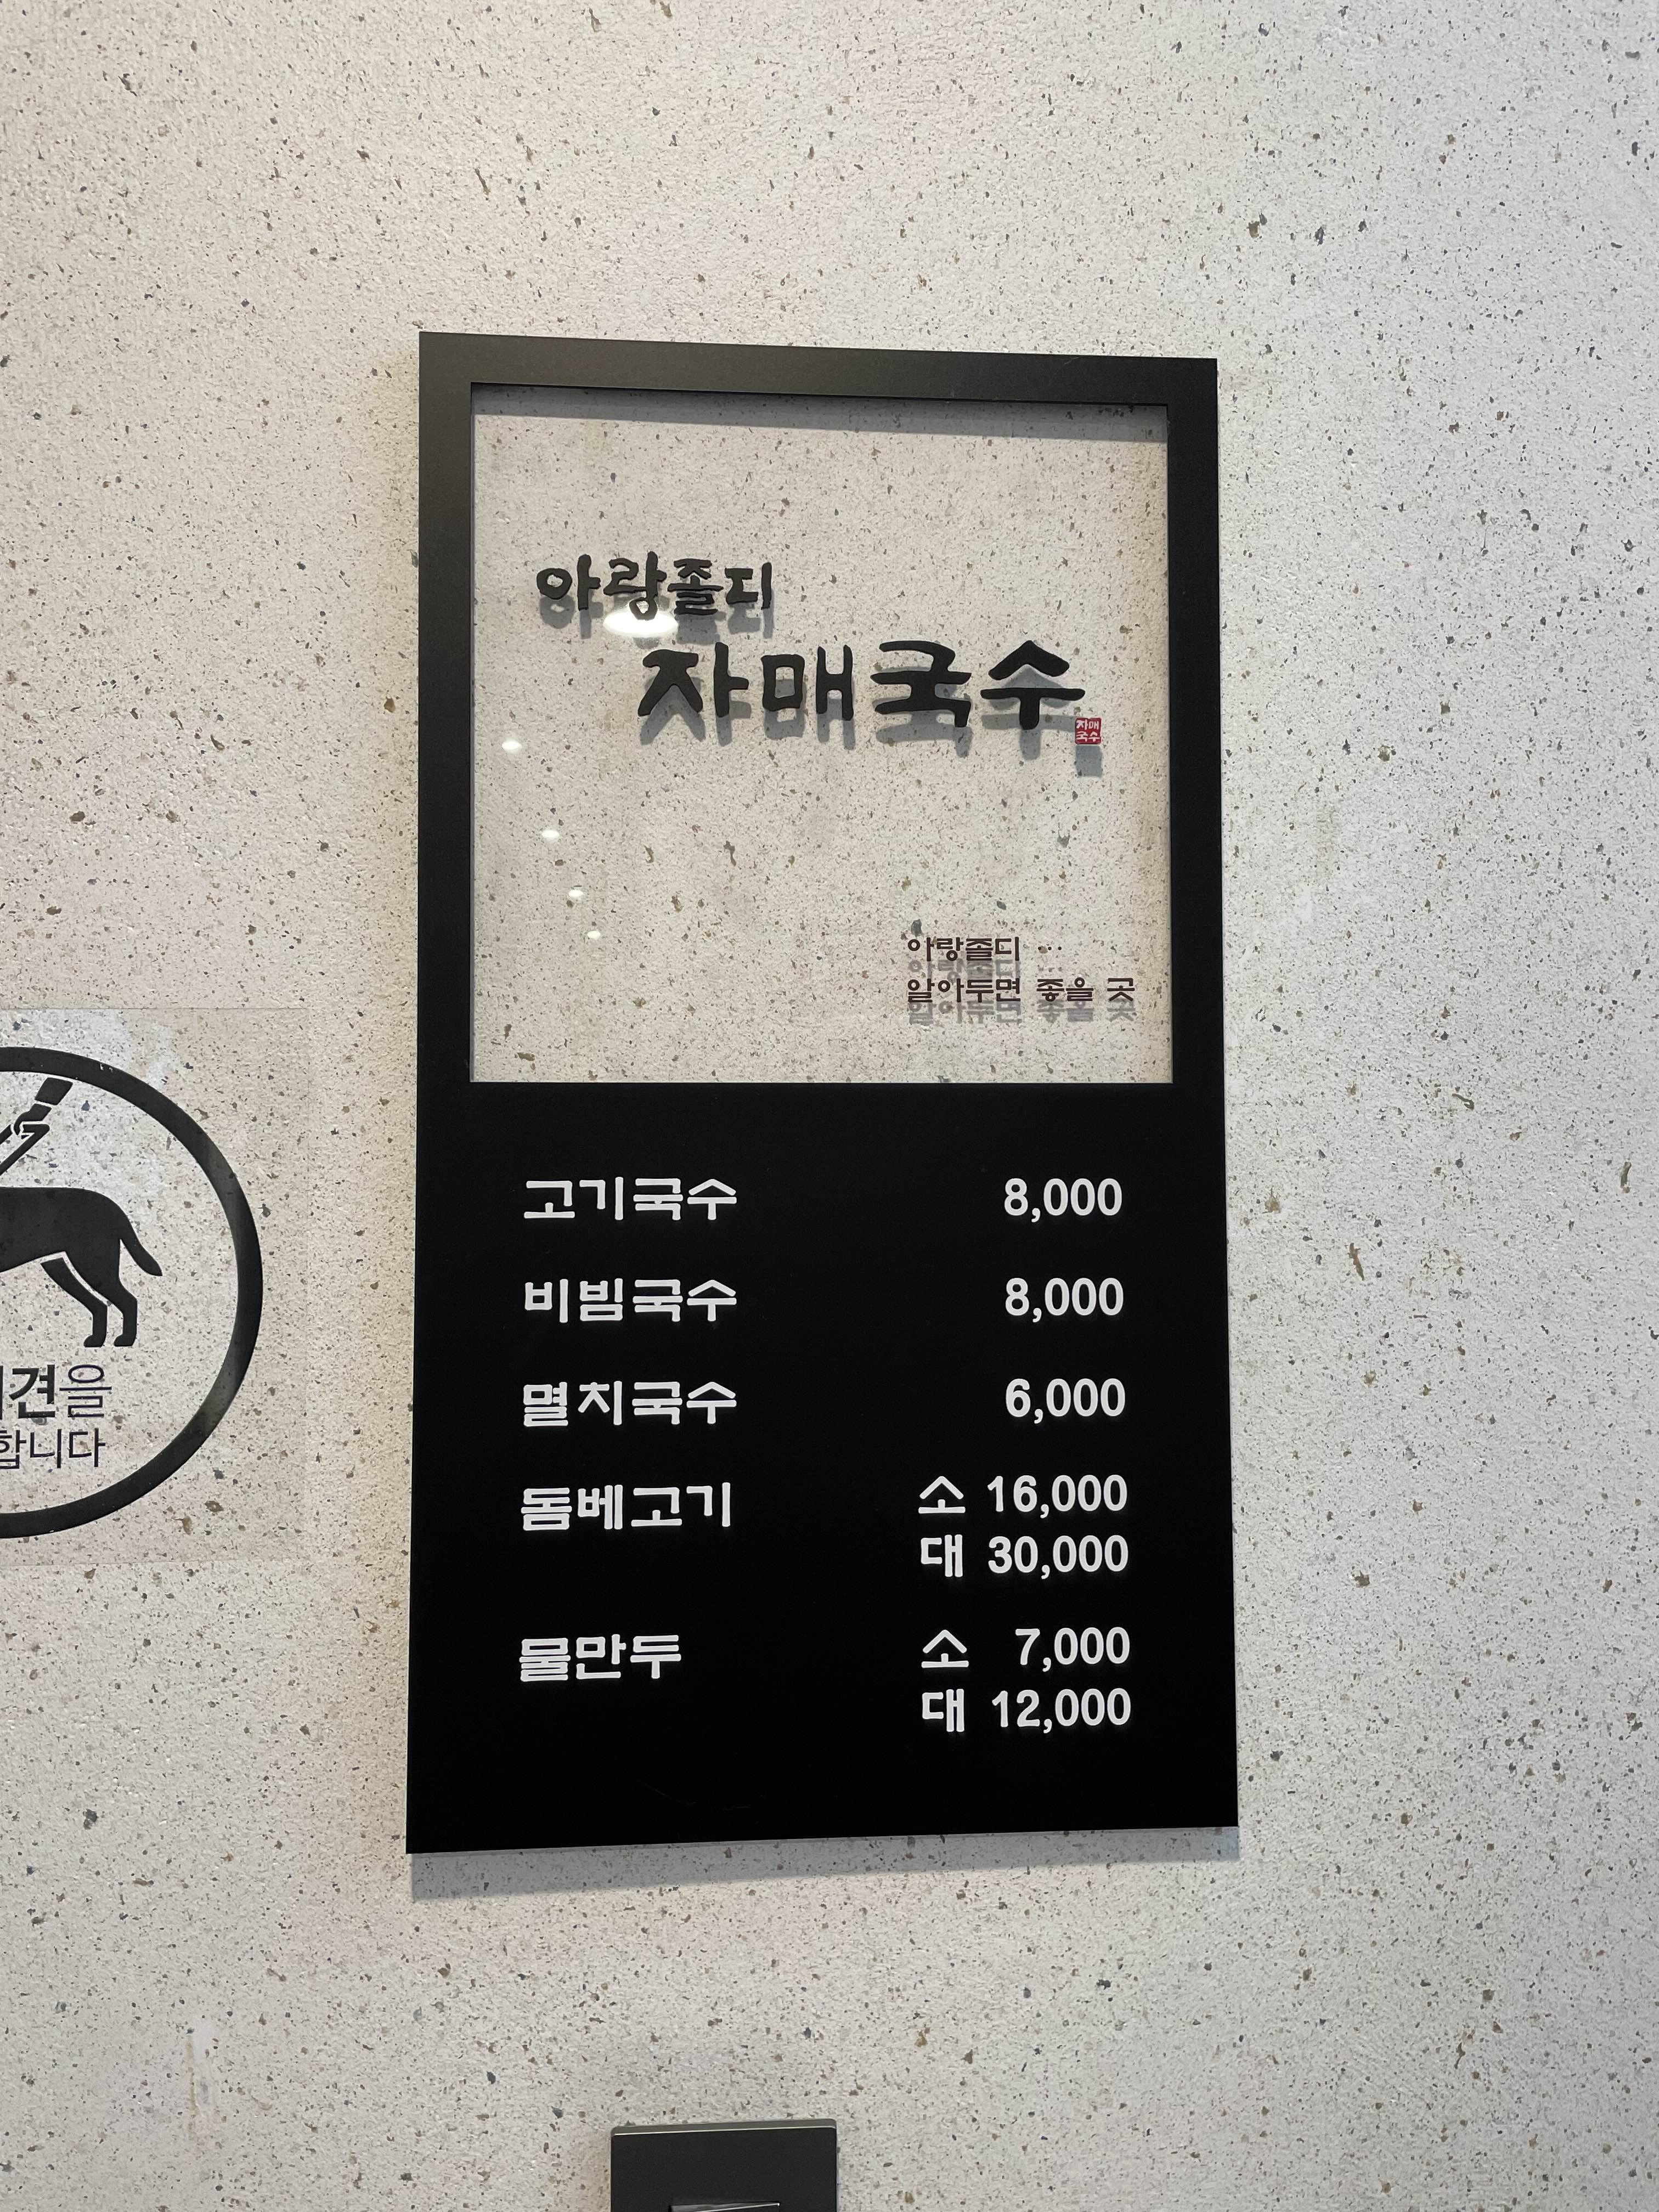 아랑졸디
자매국수
자매
국수
아랑졸디 ...
알아두면 좋을 곳
고기국수 8,000
비빔국수 8,000
멸치국수 6,000
돔베고기 소 16,000
대 30,000
물만두 소 7,000
대 12,000
견을
합니다